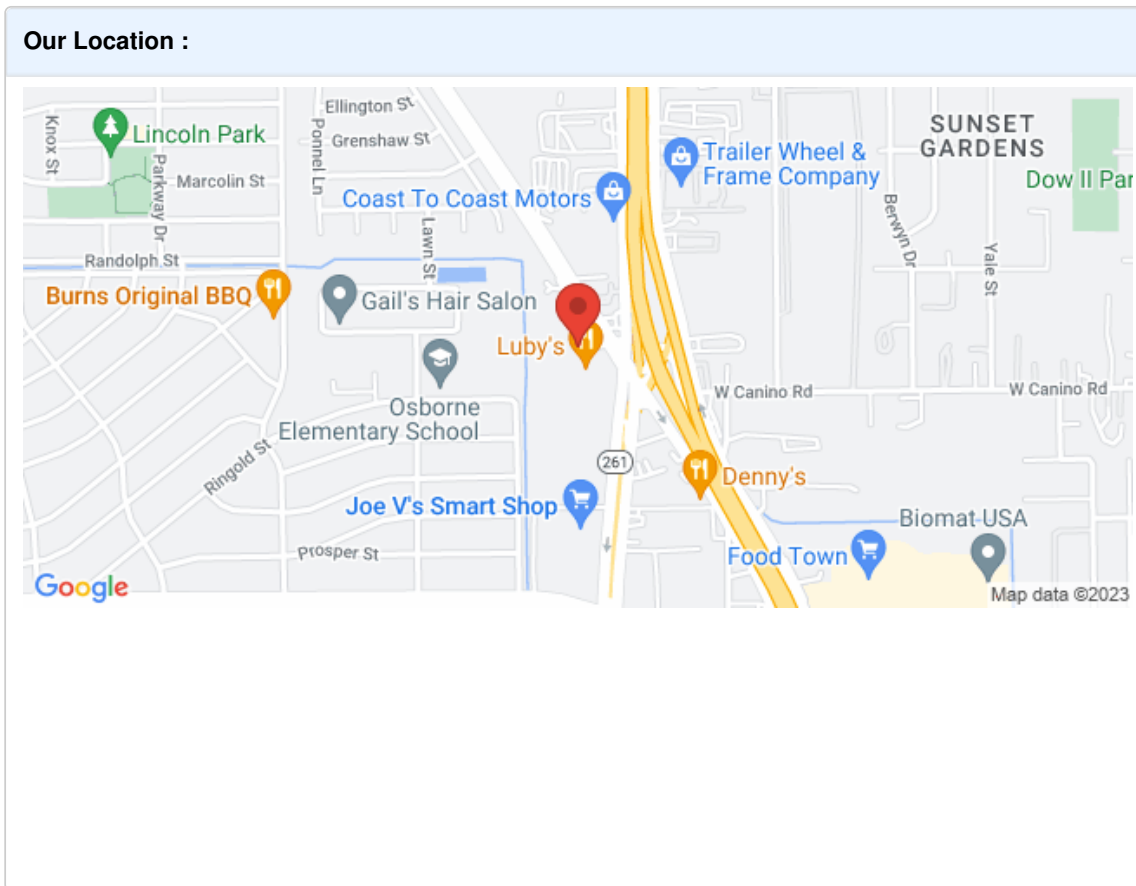 Our Location :
Ellington St
Knox St
Lincoln Park
Ponnel Ln
Grenshaw St
SUNSET
GARDENS
Trailer Wheel &
Frame Company
Parkway Dr
Marcolin St
Coast To Coast Motors
Dow II Par
Berwyn Dr
Lawn St
Yale St
Randolph St
Burns Original BBQ
Gail's Hair Salon
Luby's
W Canino Rd
W Canino Rd
Osborne
Elementary School
Ringold St
261
Denny's
Joe V's Smart Shop
Biomat USA
Prosper St
Food Town
Google
Map data ©2023